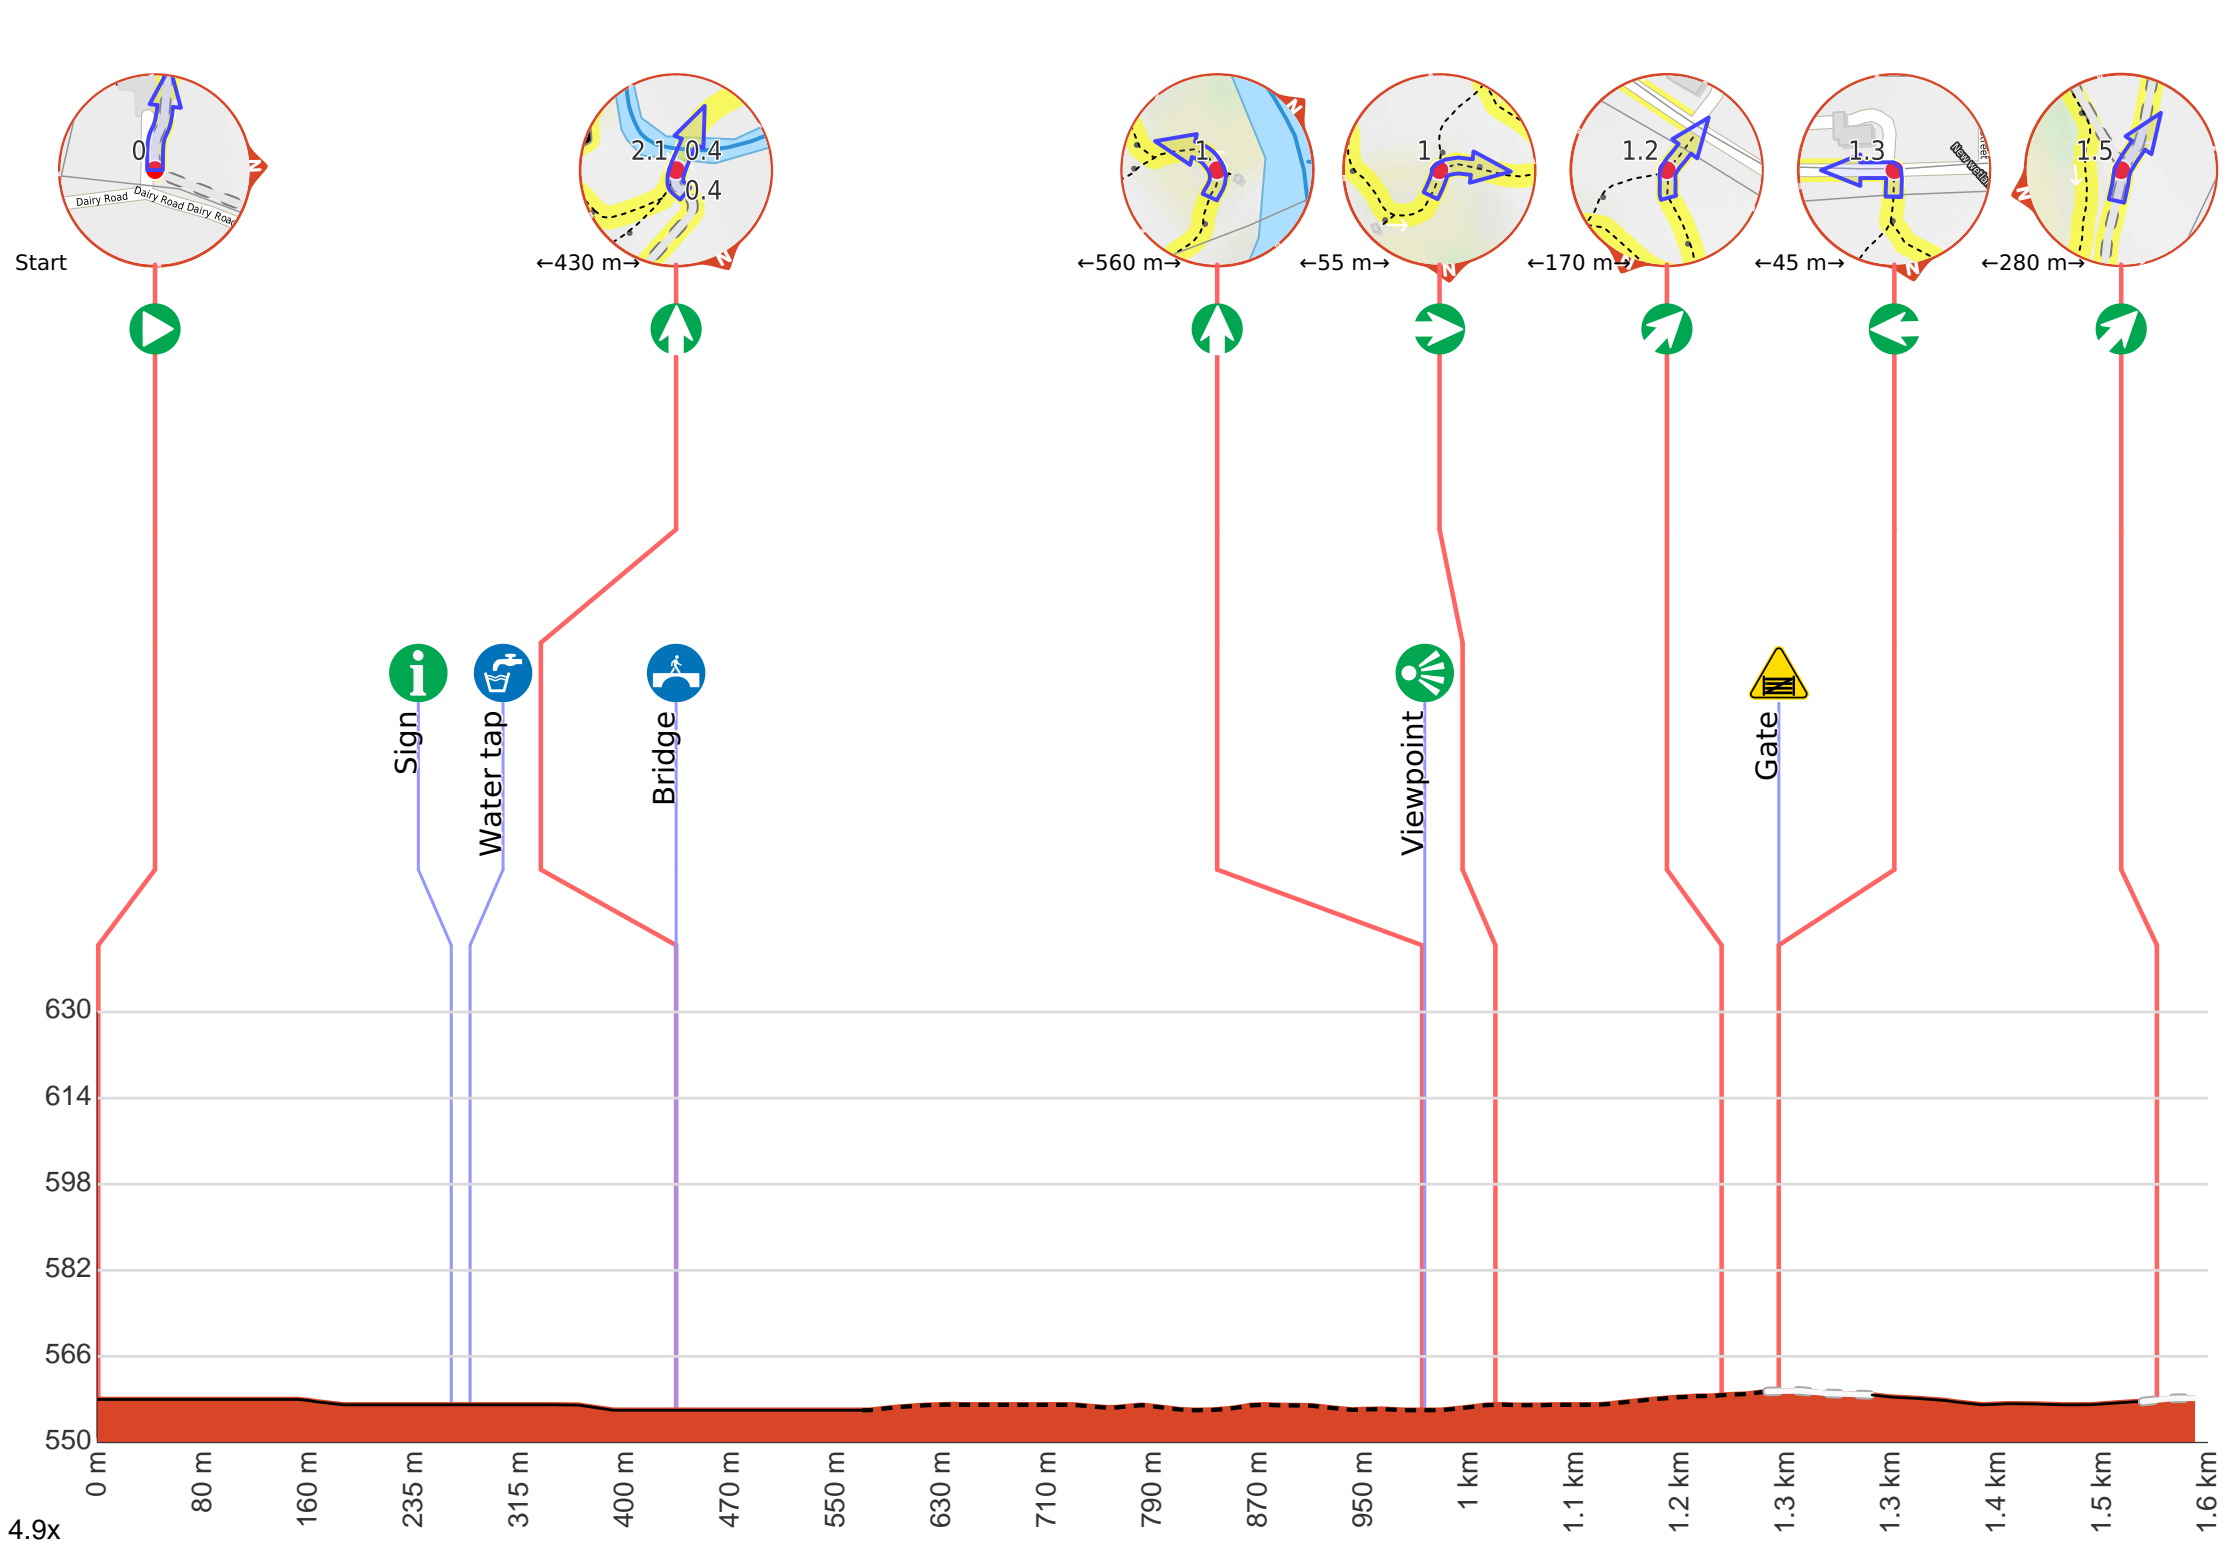 0
Dairy Road
Dairy Road Dairy Road
N
Start
2.1
0.4
0.4
N
←430 m→
1
N
←560 m→
1
N
←55 m→
1.2
←170 m→
1.3
N
←45 m→
1.5
N
←280 m→
Sign
Water tap
Bridge
Viewpoint
Gate
630
614
598
582
566
550
0 m
80 m
160 m
235 m
315 m
400 m
470 m
550 m
630 m
710 m
790 m
870 m
950 m
1 km
1.1 km
1.2 km
1.3 km
1.3 km
1.4 km
1.5 km
1.6 km
4.9x